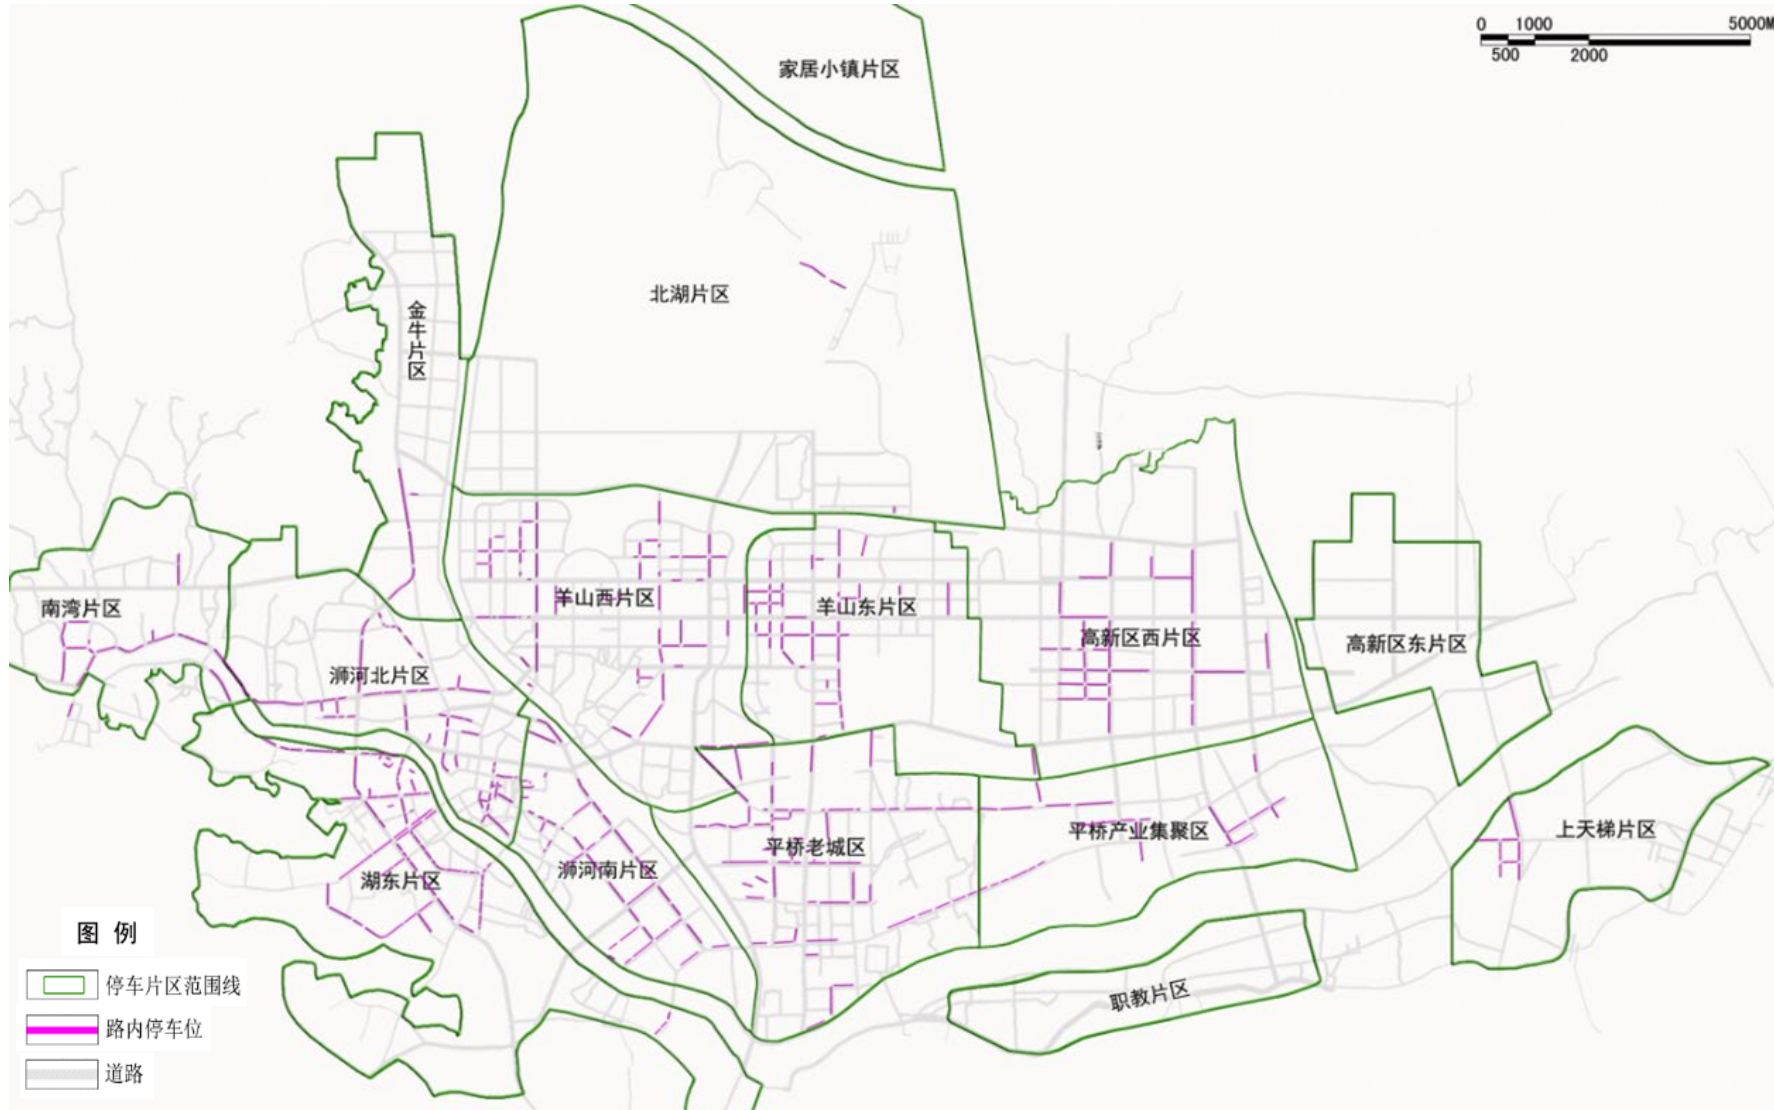 0 1000 5000M
500 2000
家居小镇片区
北湖片区
金牛片区
南湾片区
羊山西片区
羊山东片区
高新区西片区
高新区东片区
浉河北片区
平桥产业集聚区
上天梯片区
平桥老城区
浉河南片区
湖东片区
职教片区
图 例
停车片区范围线
路内停车位
道路